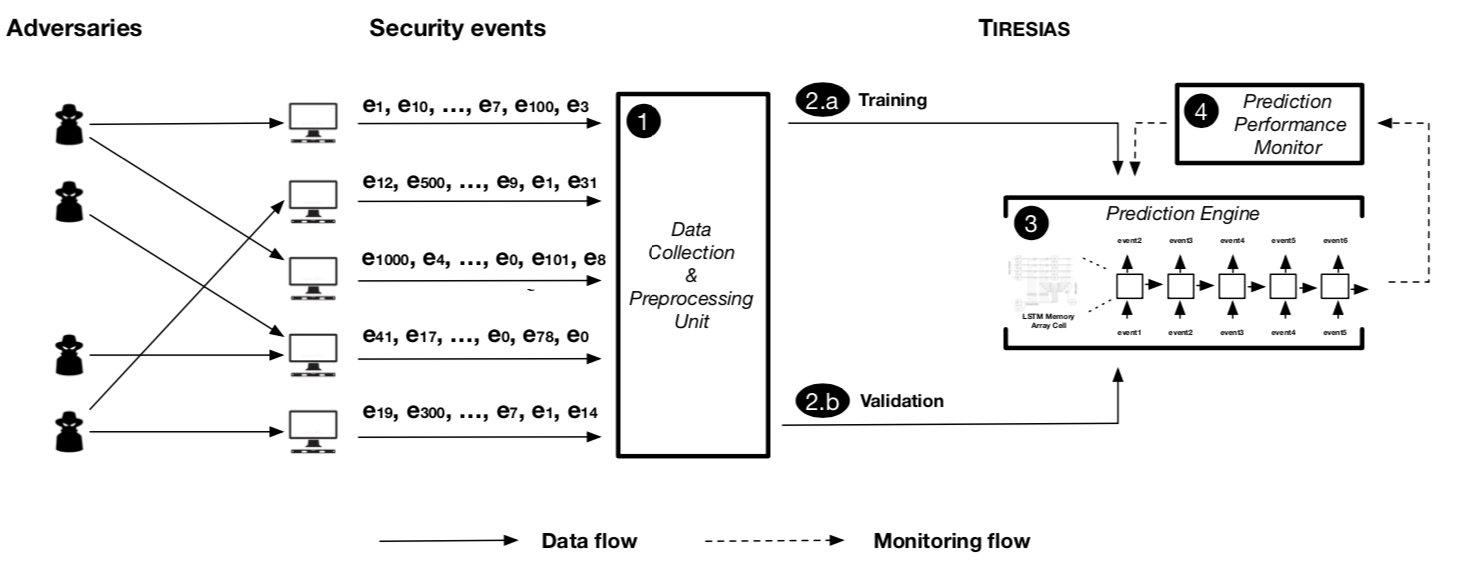 Adversaries
Security events
TIRESIAS
e1, e10, ..., e7, e100, e3
e12, e500, ..., e9, e1, e31
e1000, e4, ..., e0, e101, e8
~
e41, e17, ..., e0, e78, e0
e19, e300, ..., e7, e1, e14
1
Data
Collection
&
Preprocessing
Unit
2.a Training
2.b Validation
4
Prediction
Performance
Monitor
3
Prediction Engine
event2 event3 event4 event5 event6
LSTM Memory
Array Cell
event1 event2 event3 event4 event5
Data flow
Monitoring flow